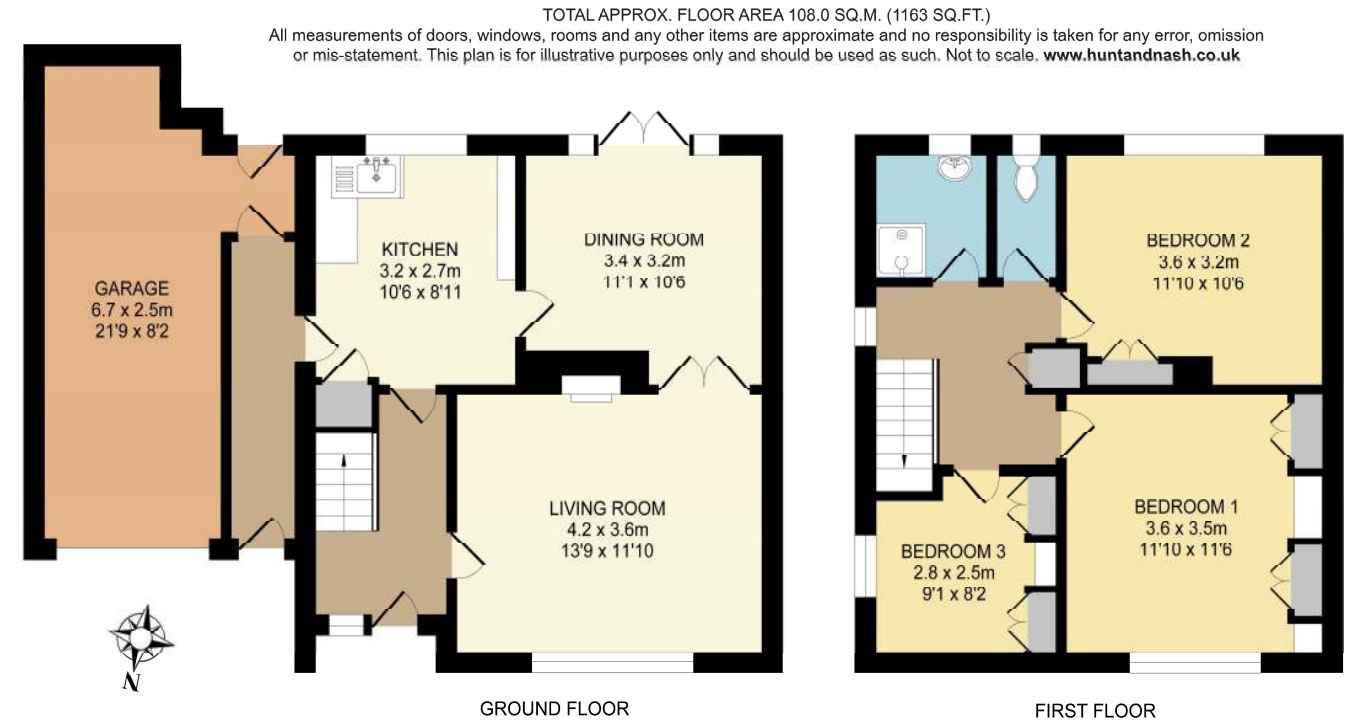 TOTAL APPROX. FLOOR AREA 108.0 SQ.M. (1163 SQ.FT.)
All measurements of doors, windows, rooms and any other items are approximate and no responsibility is taken for any error, omission
or mis-statement. This plan is for illustrative purposes only and should be used as such. Not to scale. www.huntandnash.co.uk
GARAGE
6.7 x 2.5m
21'9 x 8'2
KITCHEN
3.2 x 2.7m
10'6 x 8'11
DINING ROOM
3.4 x 3.2m
11'1 x 10'6
LIVING ROOM
4.2 x 3.6m
13'9 x 11'10
BEDROOM 2
3.6 x 3.2m
11'10 x 10'6
BEDROOM 1
3.6 x 3.5m
11'10 x 11'6
BEDROOM 3
2.8 x 2.5m
9'1 x 8'2
N
GROUND FLOOR
FIRST FLOOR